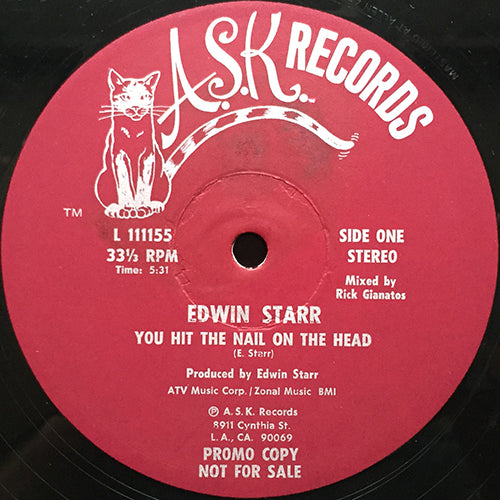 A.S.K. RECORDS
TM
L 111155
33⅓ RPM
Time: 5:31
SIDE ONE
STEREO
Mixed by
Rick Gianatos
EDWIN STARR
YOU HIT THE NAIL ON THE HEAD
(E. Starr)
Produced by Edwin Starr
ATV Music Corp./Zonal Music BMI
℗ A.S.K. Records
8911 Cynthia St.
L.A., CA. 90069
PROMO COPY
NOT FOR SALE